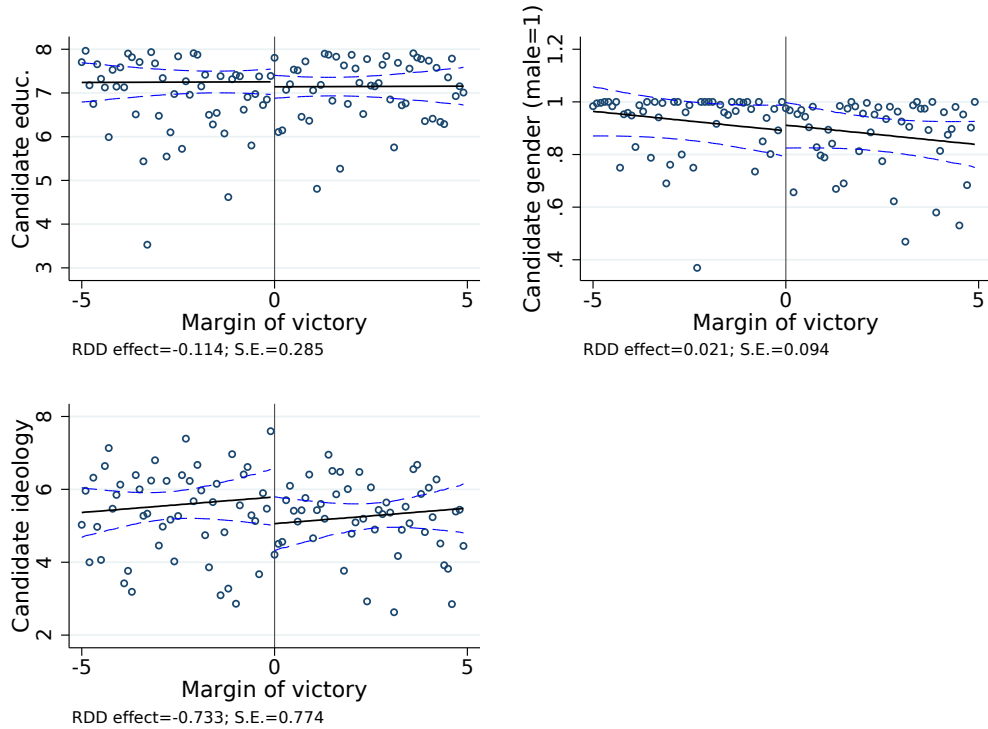 Candidate educ.
8
7
6
5
4
3
-5 0 5
Margin of victory
RDD effect=-0.114; S.E.=0.285
Candidate gender (male=1)
1.2
1
.8
.6
.4
-5 0 5
Margin of victory
RDD effect=0.021; S.E.=0.094
Candidate ideology
8
6
4
2
-5 0 5
Margin of victory
RDD effect=-0.733; S.E.=0.774